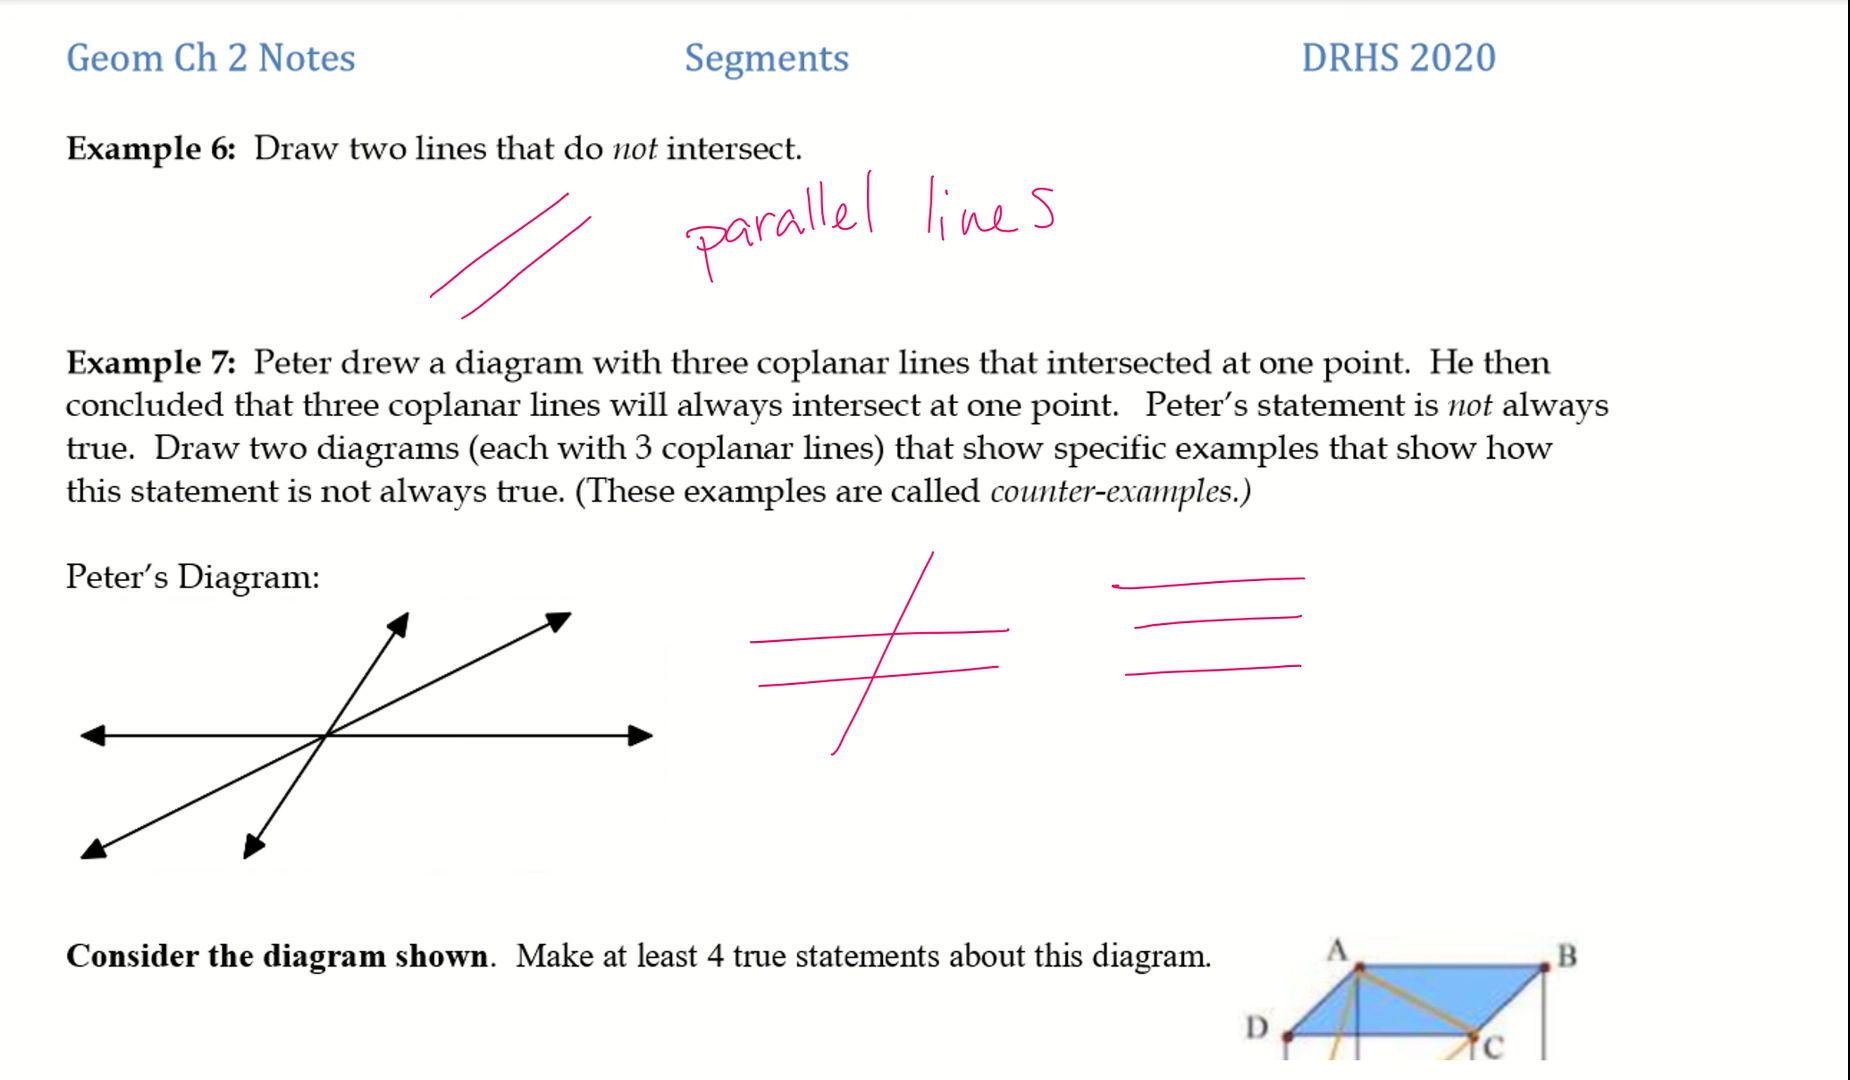 Geom Ch 2 Notes Segments DRHS 2020
Example 6: Draw two lines that do not intersect.
parallel lines
Example 7: Peter drew a diagram with three coplanar lines that intersected at one point. He then
concluded that three coplanar lines will always intersect at one point. Peter's statement is not always
true. Draw two diagrams (each with 3 coplanar lines) that show specific examples that show how
this statement is not always true. (These examples are called counter-examples.)
Peter's Diagram:
Consider the diagram shown. Make at least 4 true statements about this diagram.
A B
D C